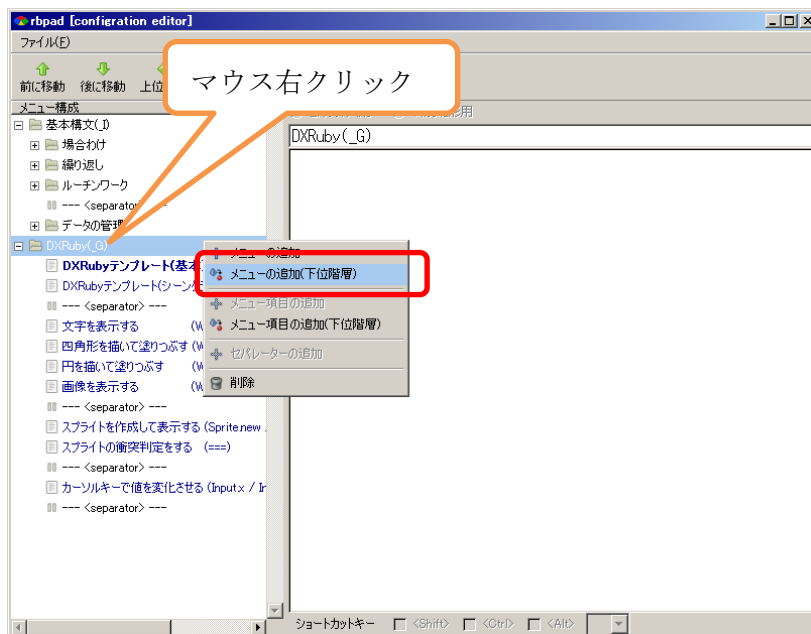 rbpad [configration editor]
ファイル(F)
前に移動 後に移動 上位
マウス右クリック
メニュー構成
基本構文(I)
場合わけ
繰り返し
ルーチンワーク
--- <separator> ---
データの管理
DXRuby(_G)
DXRuby(_G)
メニューの追加
DXRubyテンプレート(基本
メニューの追加(下位階層)
DXRubyテンプレート(シーン
--- <separator> ---
メニュー項目の追加
文字を表示する (W
メニュー項目の追加(下位階層)
四角形を描いて塗りつぶす (W
セパレーターの追加
円を描いて塗りつぶす (W
画像を表示する (W
削除
--- <separator> ---
スプライトを作成して表示する (Sprite.new .
スプライトの衝突判定をする (===)
--- <separator> ---
カーソルキーで値を変化させる (Input.x / In
--- <separator> ---
ショートカットキー <Shift> <Ctrl> <Alt>